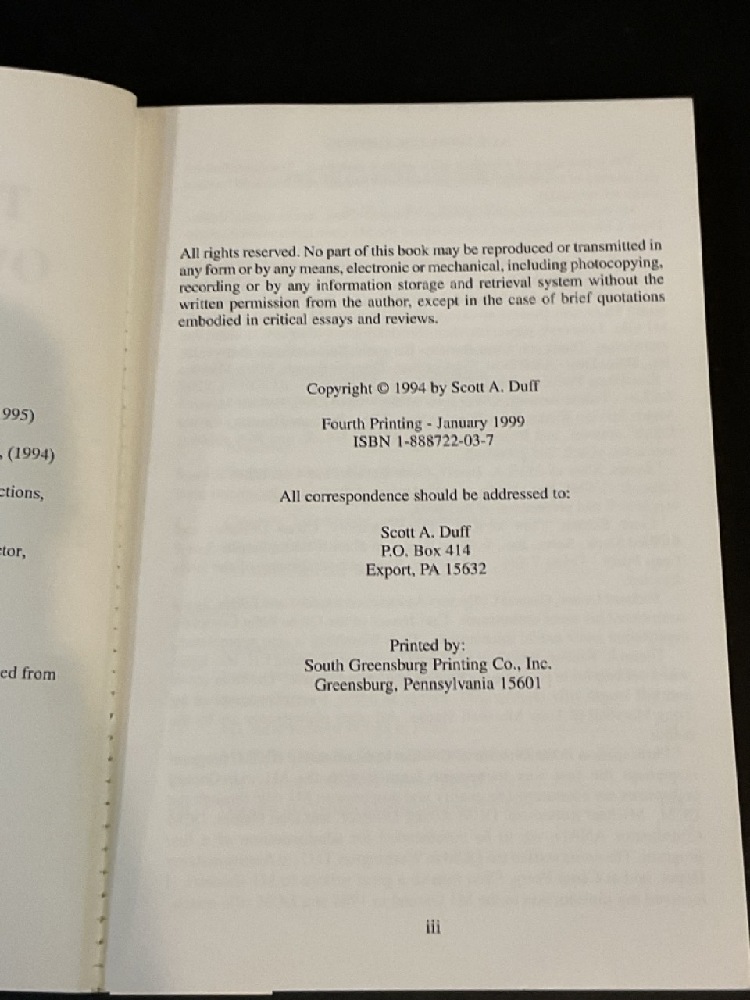 995)
, (1994)
ctions,
ctor,
ed from
All rights reserved. No part of this book may be reproduced or transmitted in
any form or by any means, electronic or mechanical, including photocopying,
recording or by any information storage and retrieval system without the
written permission from the author, except in the case of brief quotations
embodied in critical essays and reviews.
Copyright © 1994 by Scott A. Duff
Fourth Printing - January 1999
ISBN 1-888722-03-7
All correspondence should be addressed to:
Scott A. Duff
P.O. Box 414
Export, PA 15632
Printed by:
South Greensburg Printing Co., Inc.
Greensburg, Pennsylvania 15601
iii